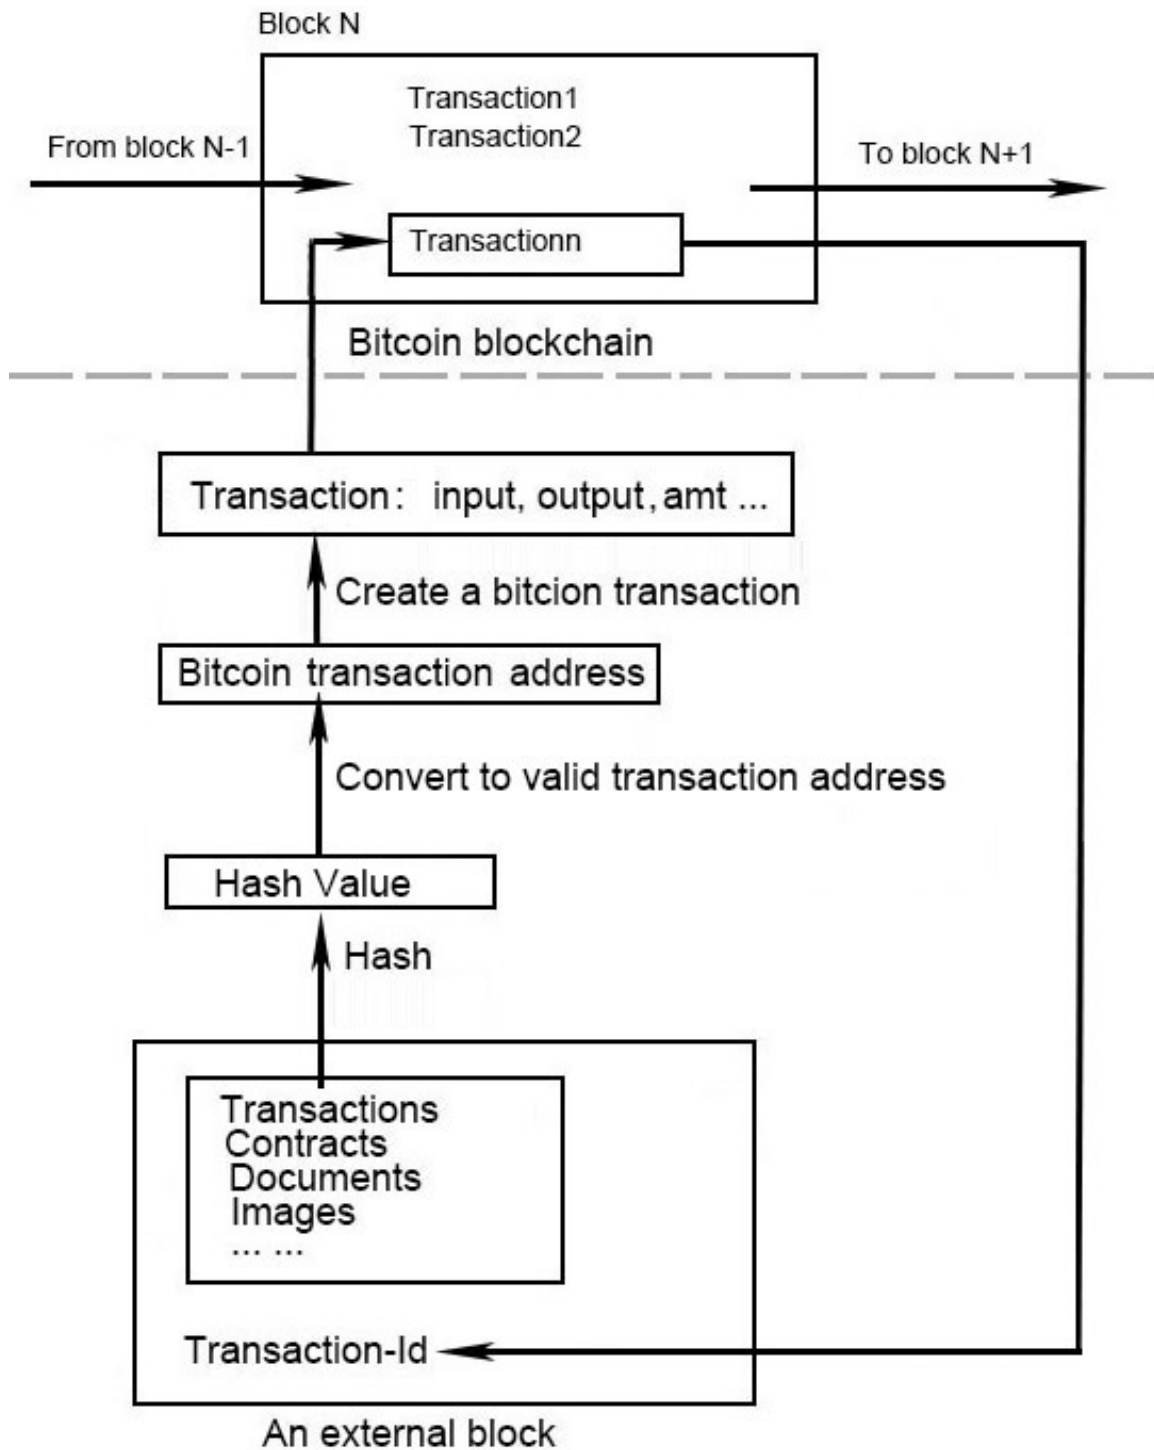 Block N
Transaction1
Transaction2
From block N-1
To block N+1
Transactionn
Bitcoin blockchain
Transaction: input, output, amt ...
Create a bitcion transaction
Bitcoin transaction address
Convert to valid transaction address
Hash Value
Hash
Transactions
Contracts
Documents
Images
... ...
Transaction-Id
An external block